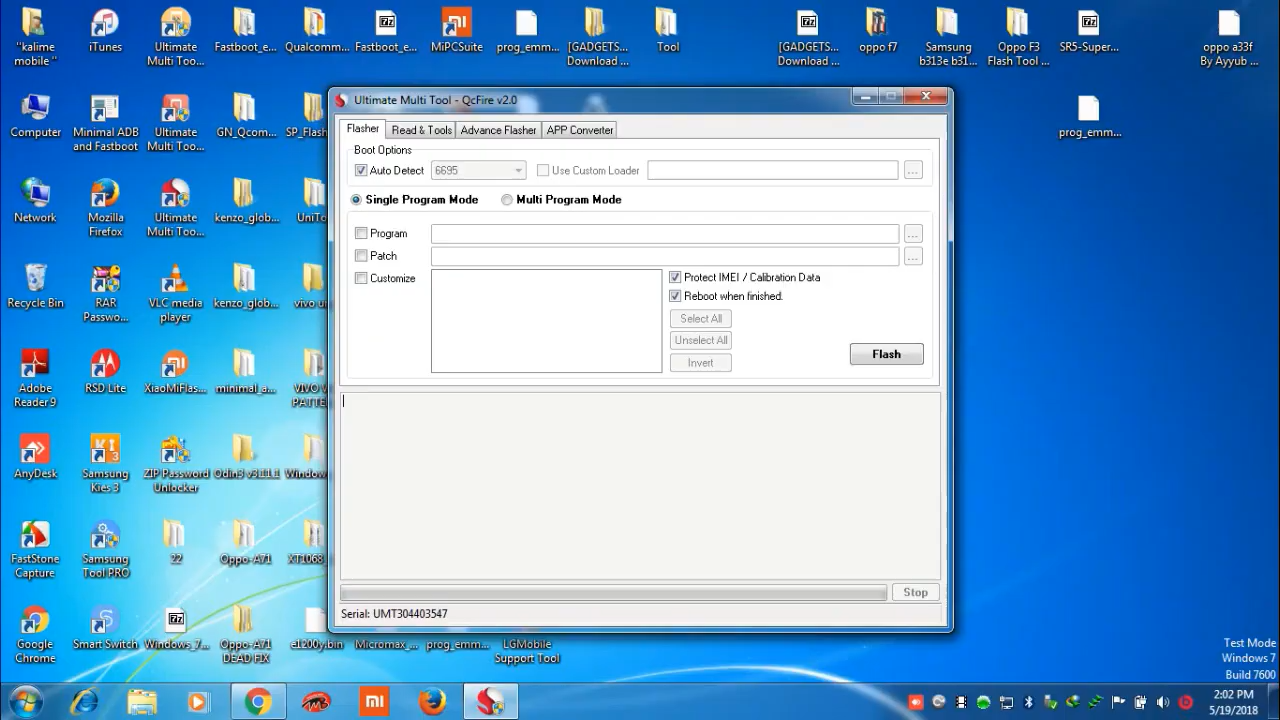 "kalime
mobile "
iTunes
Ultimate
Multi Too...
Fastboot_e...
Qualcomm...
Fastboot_e...
MiPCSuite
prog_emm...
[GADGETS...
Download ...
Tool
[GADGETS...
Download ...
oppo f7
Samsung
b313e b31...
Oppo F3
Flash Tool ...
SR5-Super...
oppo a33f
By Ayyub ...
Ultimate Multi Tool - QcFire v2.0
Computer
Minimal ADB
and Fastboot
Ultimate
Multi Too...
GN_Qcom...
SP_Flash
prog_emm...
Flasher
Read & Tools
Advance Flasher
APP Converter
Boot Options
Auto Detect
6695
Use Custom Loader
...
Single Program Mode
Multi Program Mode
Network
Mozilla
Firefox
Ultimate
Multi Too...
kenzo_glob...
UniTo
Program
...
Patch
...
Customize
Protect IMEI / Calibration Data
Reboot when finished.
Select All
Unselect All
Invert
Flash
Recycle Bin
RAR
Passwo...
VLC media
player
kenzo_glob...
vivo u
Adobe
Reader 9
RSD Lite
XiaoMiFlas...
minimal_a...
VIVO V
PATTE
AnyDesk
Samsung
Kies 3
ZIP Password
Unlocker
Odin3 v3.11.1
Window
FastStone
Capture
Samsung
Tool PRO
22
Oppo-A71
XT1068
Stop
Serial: UMT304403547
Google
Chrome
Smart Switch
Windows_7...
Oppo-A71
DEAD FIX
e1200y.bin
Micromax_...
prog_emm...
LGMobile
Support Tool
Test Mode
Windows 7
Build 7600
2:02 PM
5/19/2018